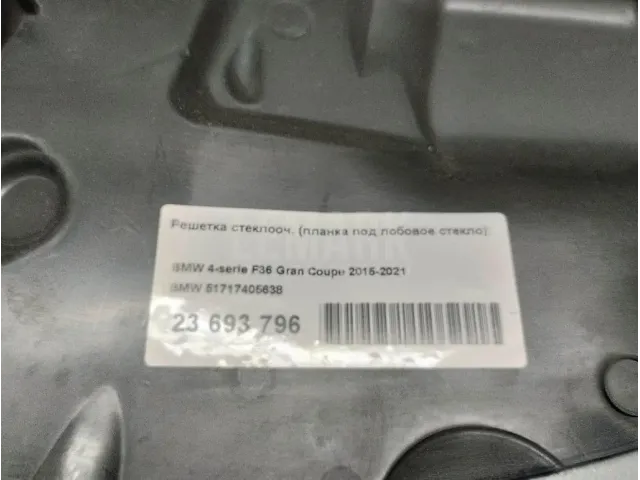 Решетка стеклооч. (планка под лобовое стекло)
BMW 4-serie F36 Gran Coupe 2015-2021
BMW 51717405638
23 693 796